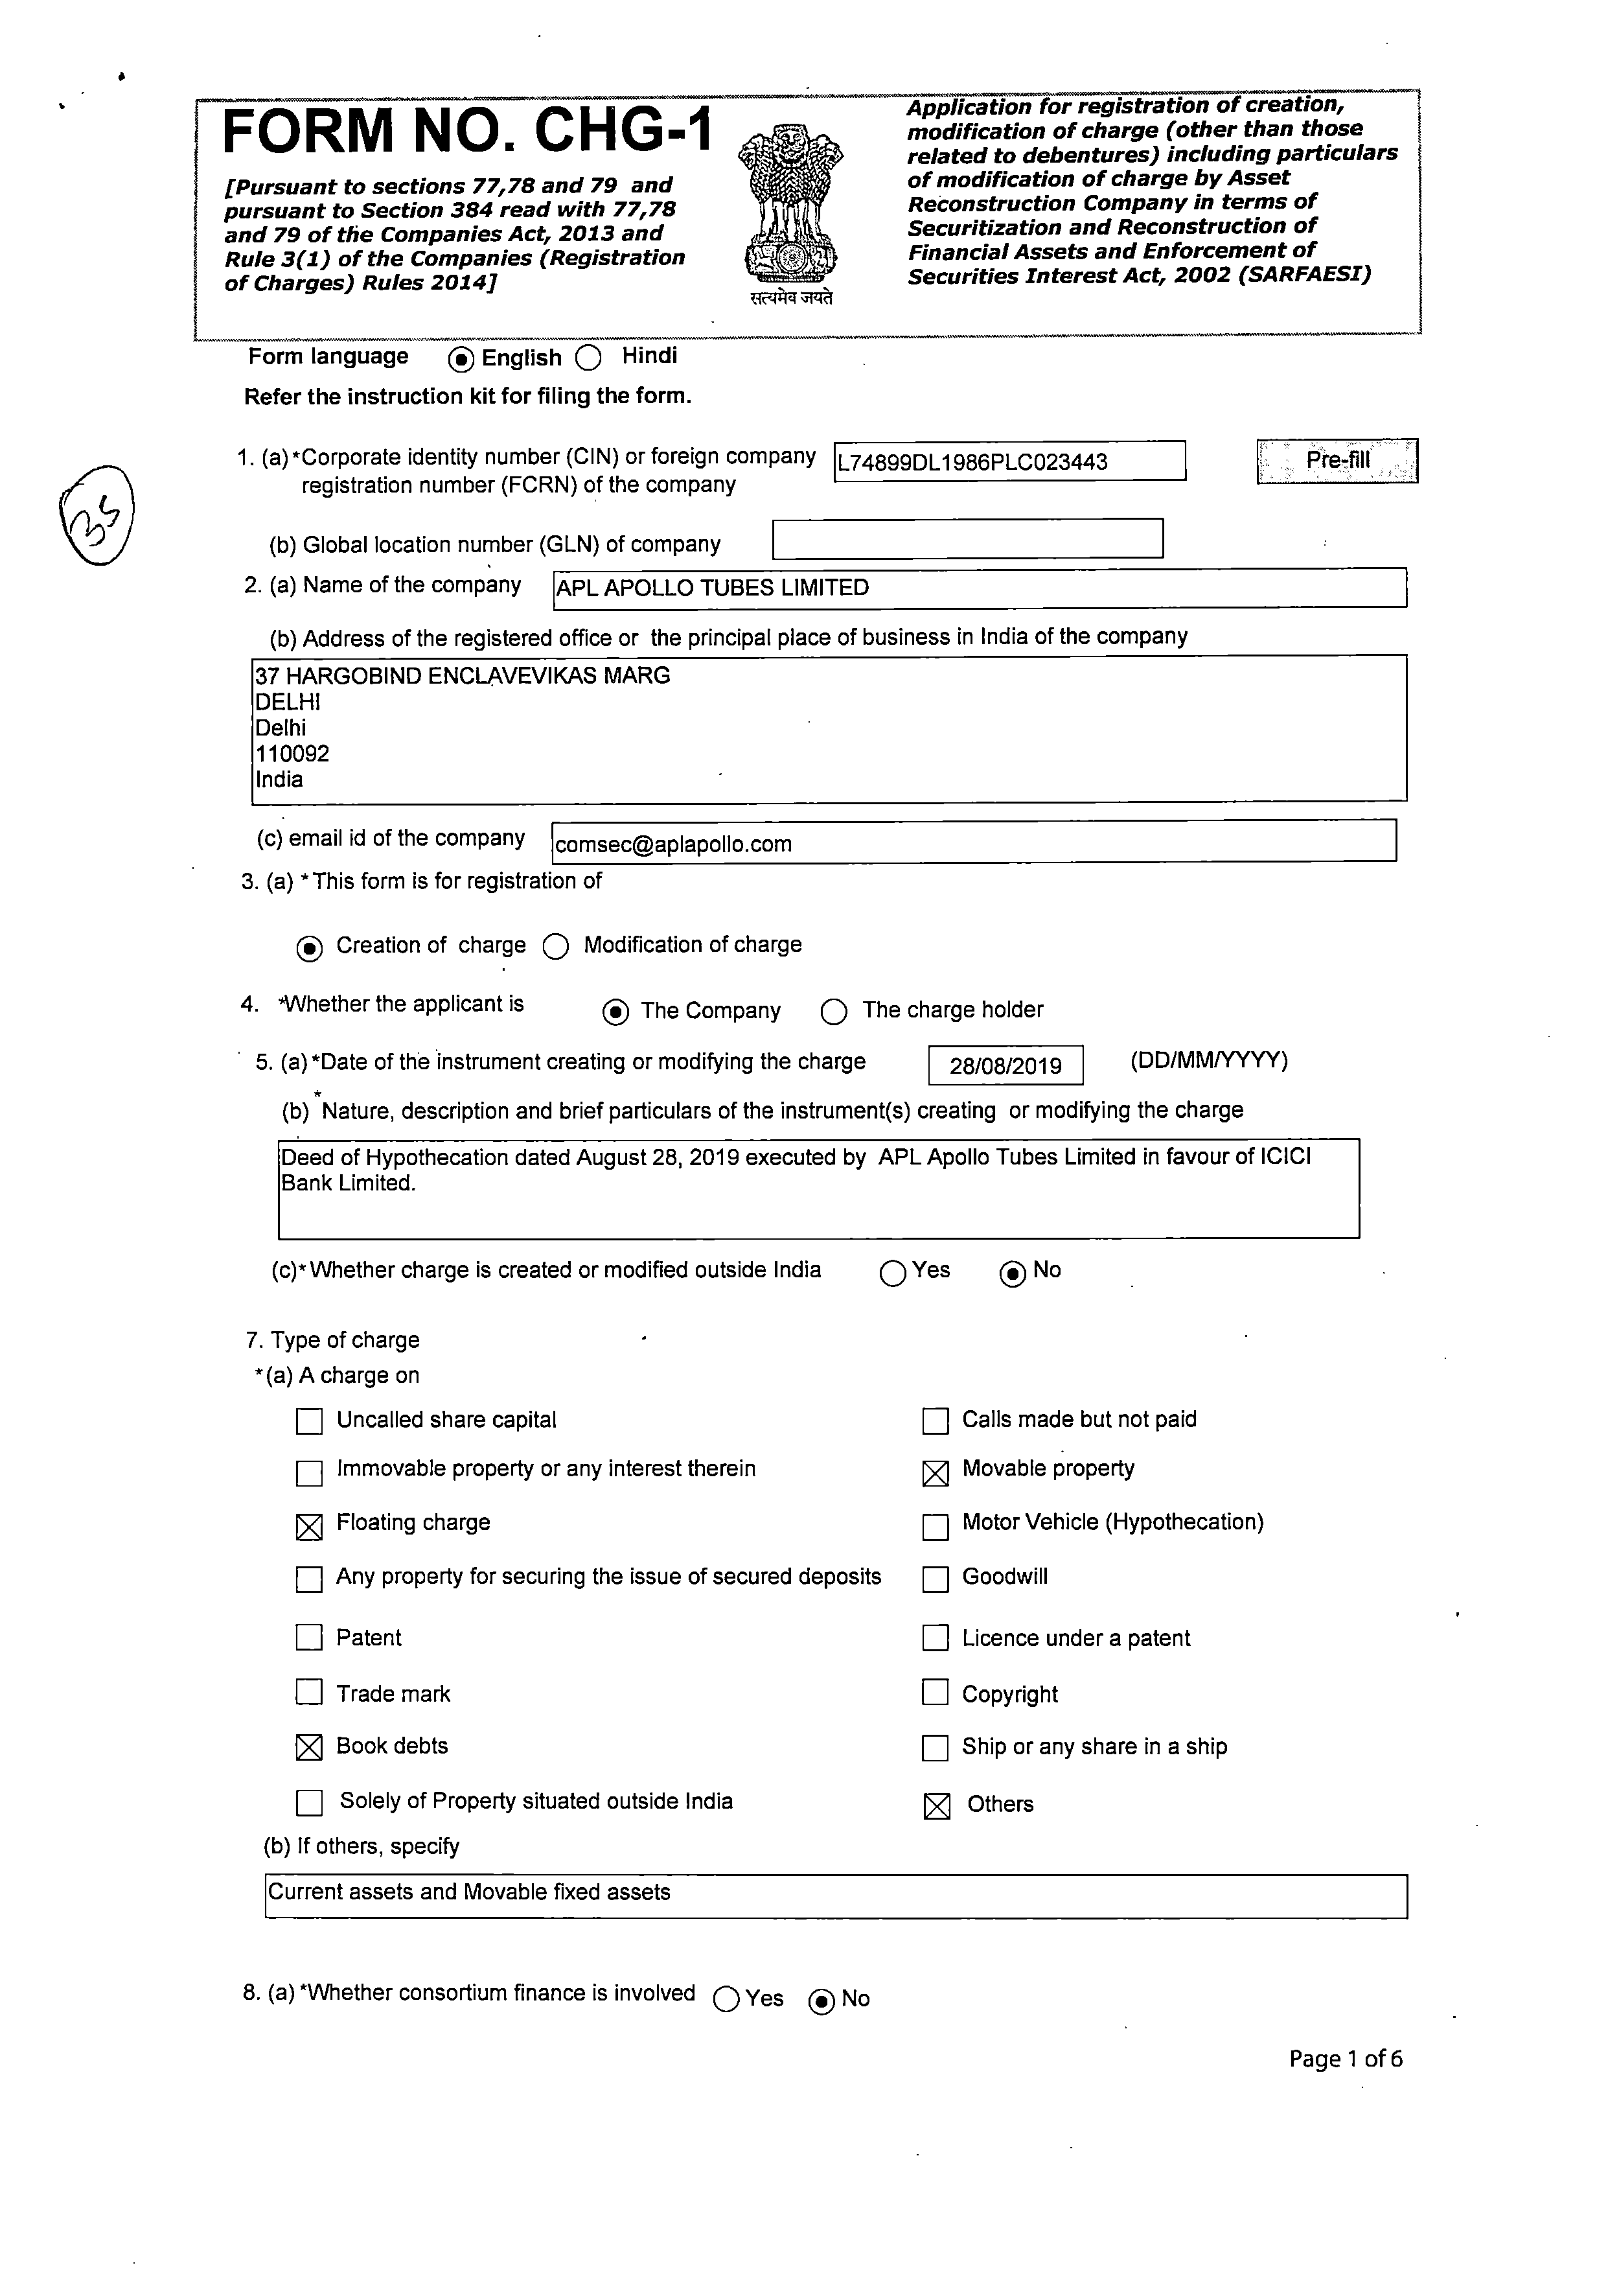 FORM NO. CHG-1
[Pursuant to sections 77,78 and 79 and
pursuant to Section 384 read with 77,78
and 79 of the Companies Act, 2013 and
Rule 3(1) of the Companies (Registration
of Charges) Rules 2014]
सत्यमेव जयते
Application for registration of creation,
modification of charge (other than those
related to debentures) including particulars
of modification of charge by Asset
Reconstruction Company in terms of
Securitization and Reconstruction of
Financial Assets and Enforcement of
Securities Interest Act, 2002 (SARFAESI)
Form language English Hindi
Refer the instruction kit for filing the form.
1. (a)*Corporate identity number (CIN) or foreign company L74899DL1986PLC023443 Pre-fill
registration number (FCRN) of the company
35
(b) Global location number (GLN) of company
2. (a) Name of the company APL APOLLO TUBES LIMITED
(b) Address of the registered office or the principal place of business in India of the company
37 HARGOBIND ENCLAVEVIKAS MARG
DELHI
Delhi
110092
India
(c) email id of the company comsec@aplapollo.com
3. (a) *This form is for registration of
Creation of charge Modification of charge
4. *Whether the applicant is The Company The charge holder
5. (a)*Date of the instrument creating or modifying the charge 28/08/2019 (DD/MM/YYYY)
(b) *Nature, description and brief particulars of the instrument(s) creating or modifying the charge
Deed of Hypothecation dated August 28, 2019 executed by APL Apollo Tubes Limited in favour of ICICI
Bank Limited.
(c)*Whether charge is created or modified outside India Yes No
7. Type of charge
*(a) A charge on
Uncalled share capital Calls made but not paid
Immovable property or any interest therein Movable property
Floating charge Motor Vehicle (Hypothecation)
Any property for securing the issue of secured deposits Goodwill
Patent Licence under a patent
Trade mark Copyright
Book debts Ship or any share in a ship
Solely of Property situated outside India Others
(b) If others, specify
Current assets and Movable fixed assets
8. (a) *Whether consortium finance is involved Yes No
Page 1 of 6